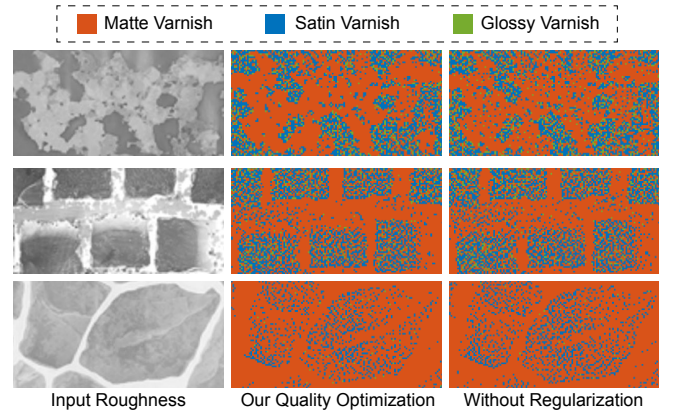 Matte Varnish Satin Varnish Glossy Varnish
Input Roughness Our Quality Optimization Without Regularization